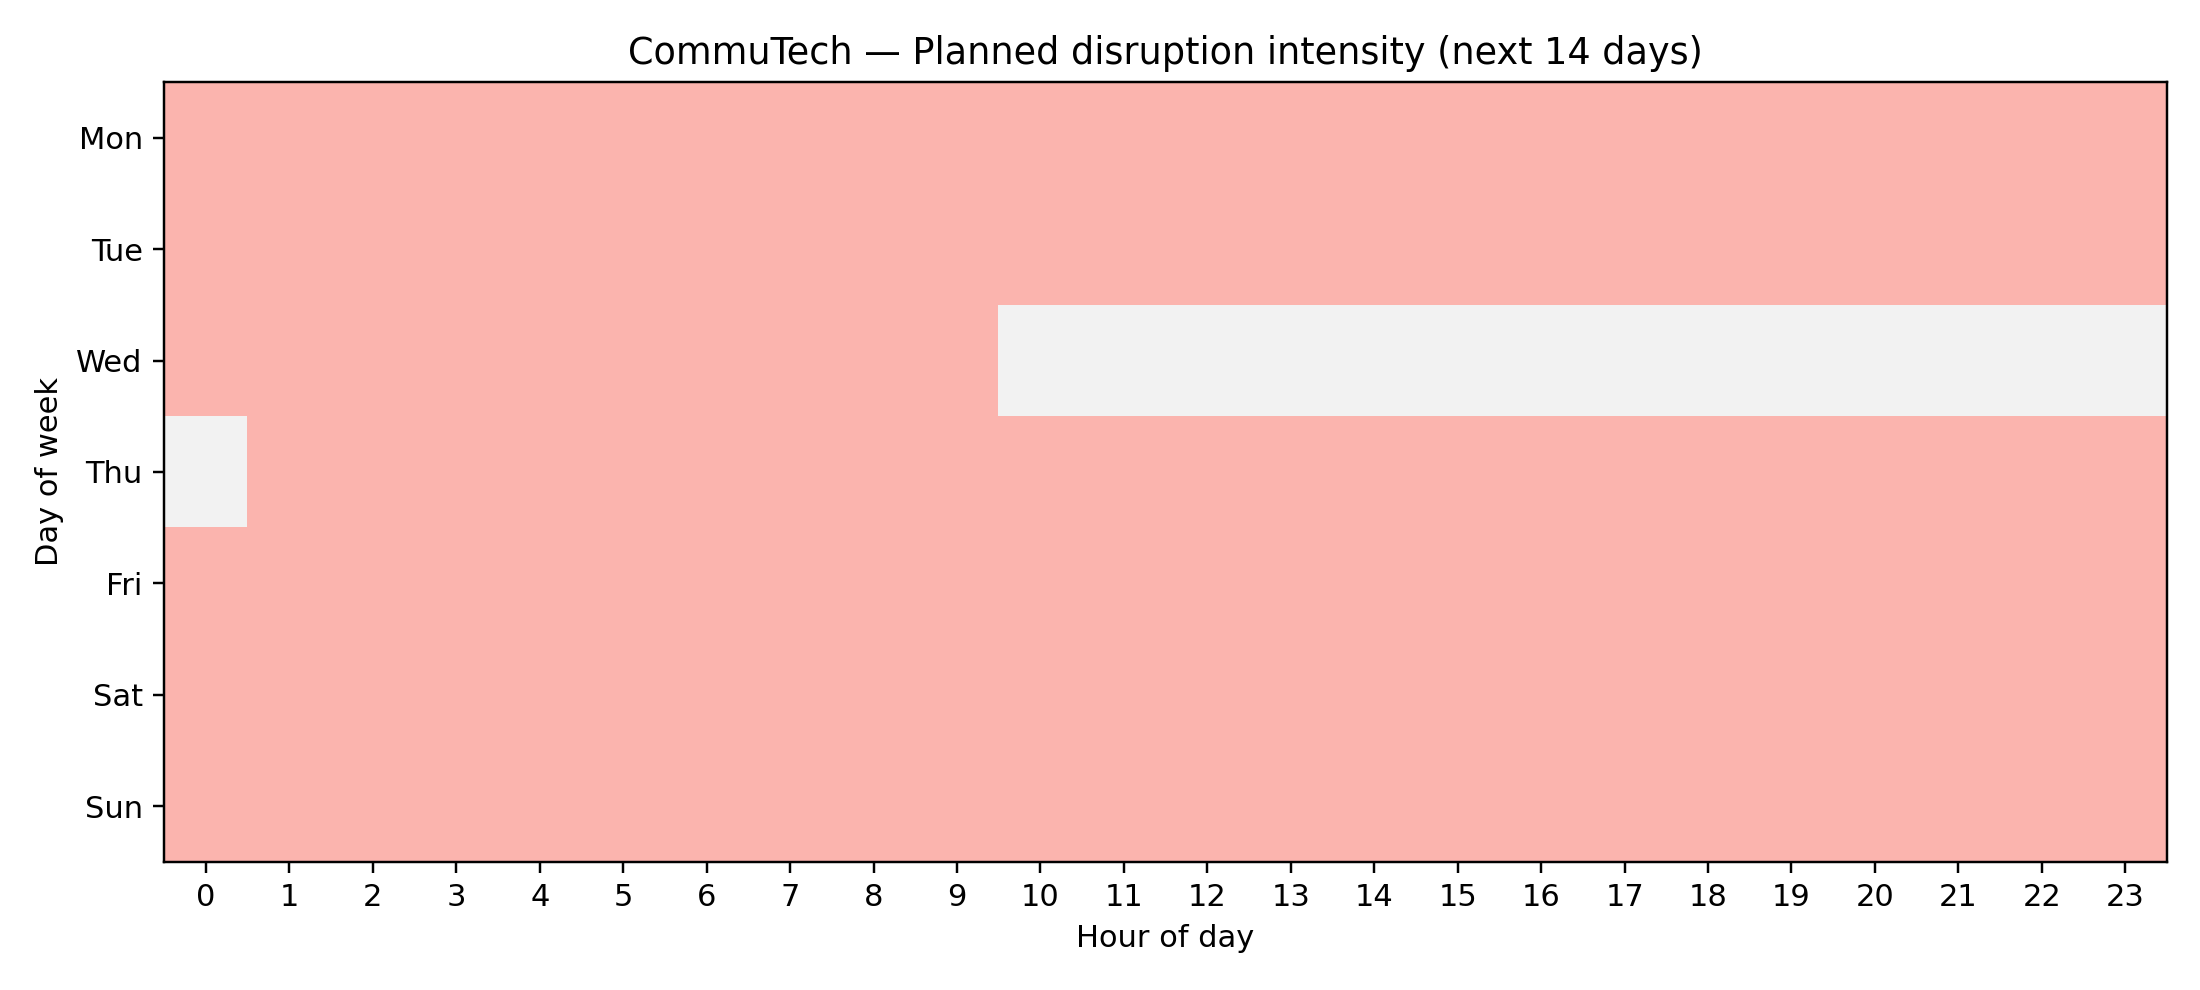 CommuTech — Planned disruption intensity (next 14 days)
Day of week
Mon
Tue
Wed
Thu
Fri
Sat
Sun
0 1 2 3 4 5 6 7 8 9 10 11 12 13 14 15 16 17 18 19 20 21 22 23
Hour of day